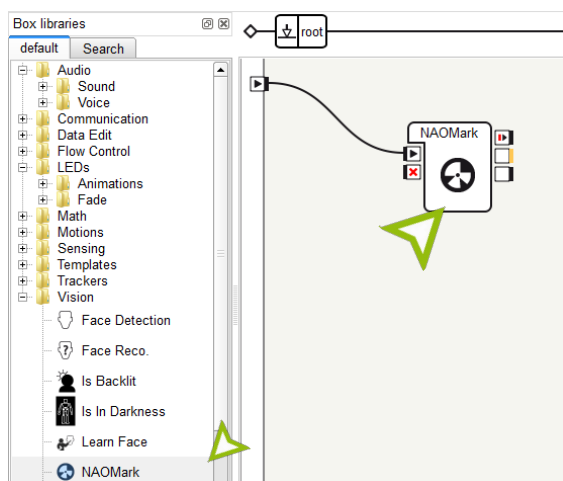 Box libraries
default Search
root
Audio
Sound
Voice
Communication
Data Edit
Flow Control
LEDs
Animations
Fade
Math
Motions
Sensing
Templates
Trackers
Vision
Face Detection
Face Reco.
Is Backlit
Is In Darkness
Learn Face
NAOMark
NAOMark